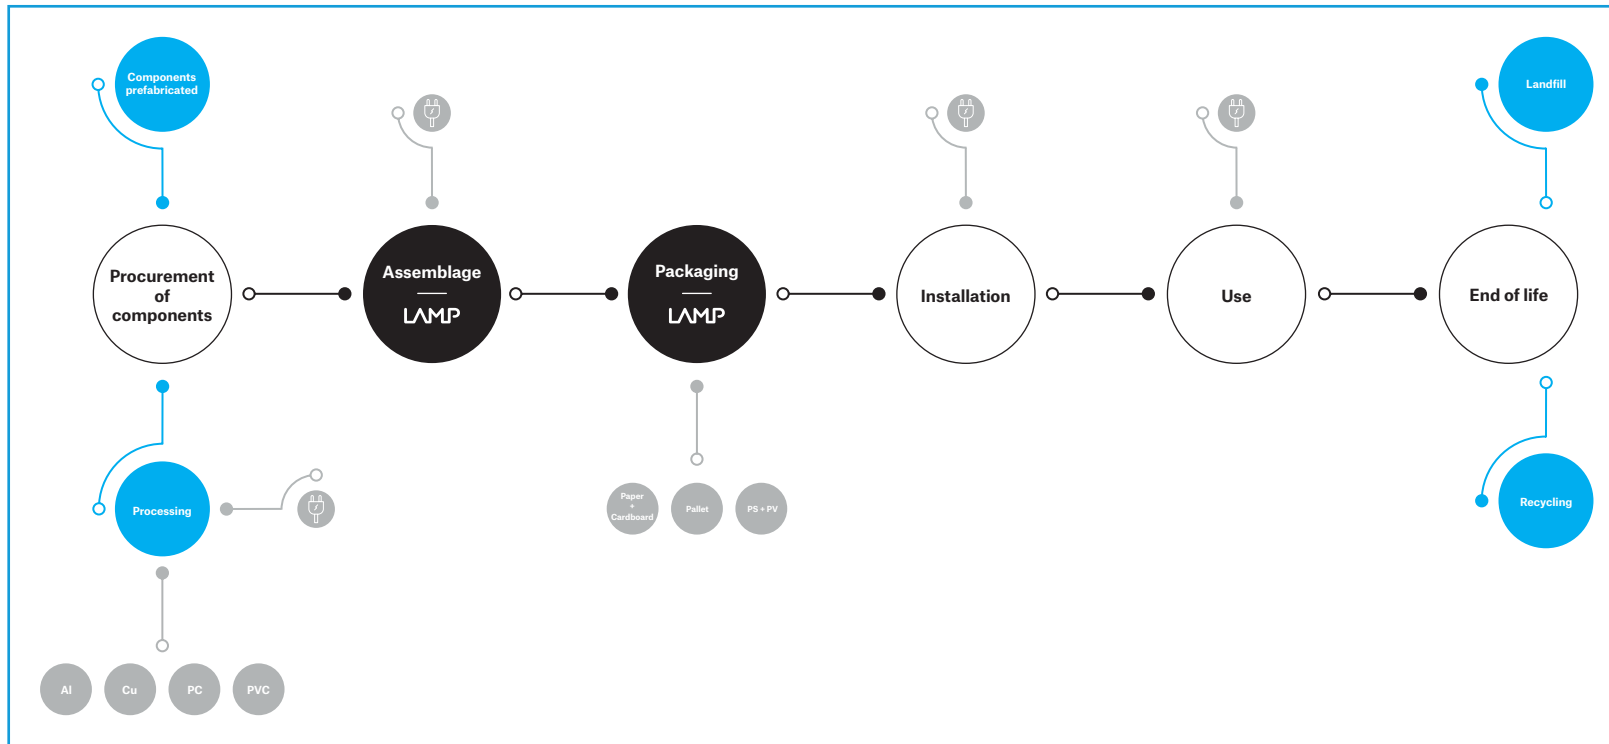 Components
prefabricated
Landfill
Procurement
of
components
Assemblage
LAMP
Packaging
LAMP
Installation
Use
End of life
Processing
Paper
+
Cardboard
Pallet
PS + PV
Recycling
Al
Cu
PC
PVC